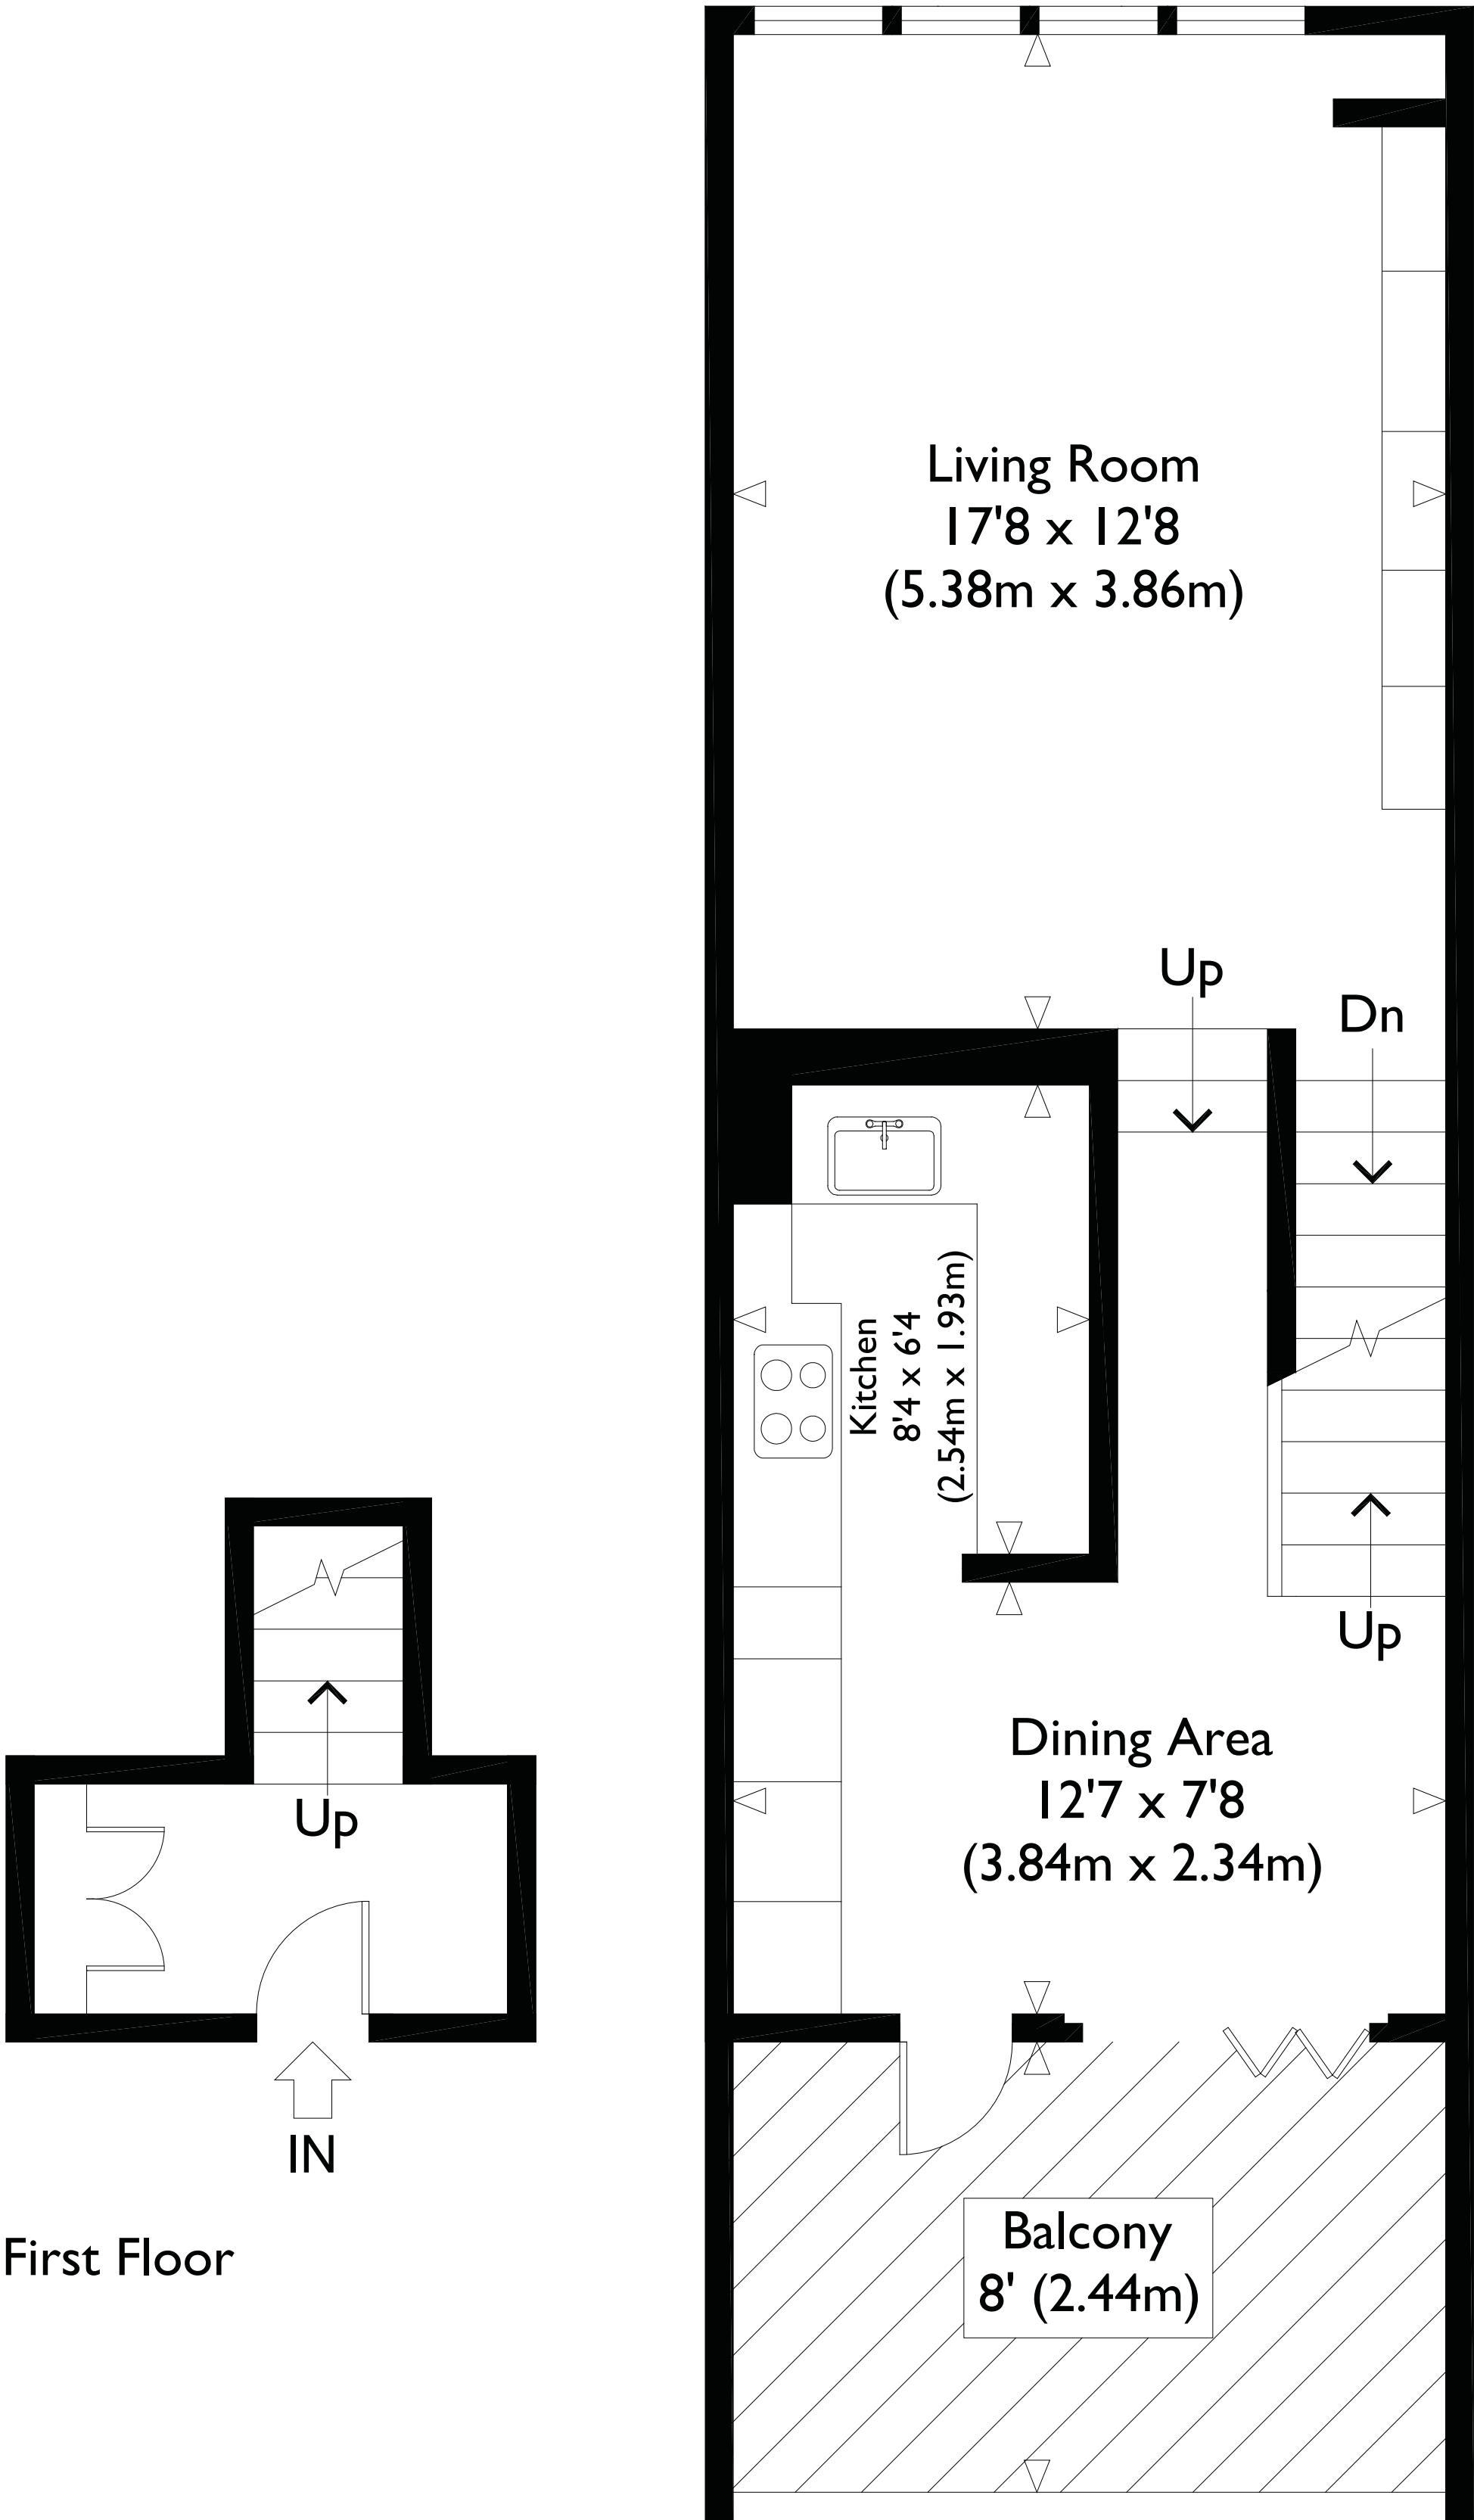 Living Room
17'8 x 12'8
(5.38m x 3.86m)
Up
Dn
Kitchen
8'4 x 6'4
(2.54m x 1.93m)
Up
Dining Area
12'7 x 7'8
(3.84m x 2.34m)
Up
IN
First Floor
Balcony
8' (2.44m)